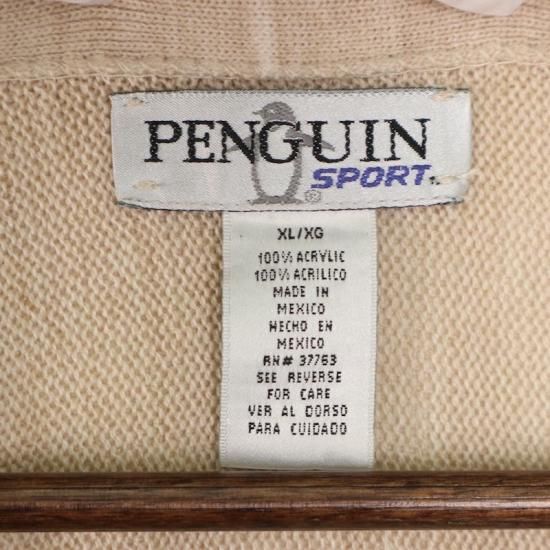 PENGUIN
SPORT™
®
XL/XG
100% ACRYLIC
100% ACRILICO
MADE IN
MEXICO
HECHO EN
MEXICO
RN# 37763
SEE REVERSE
FOR CARE
VER AL DORSO
PARA CUIDADO